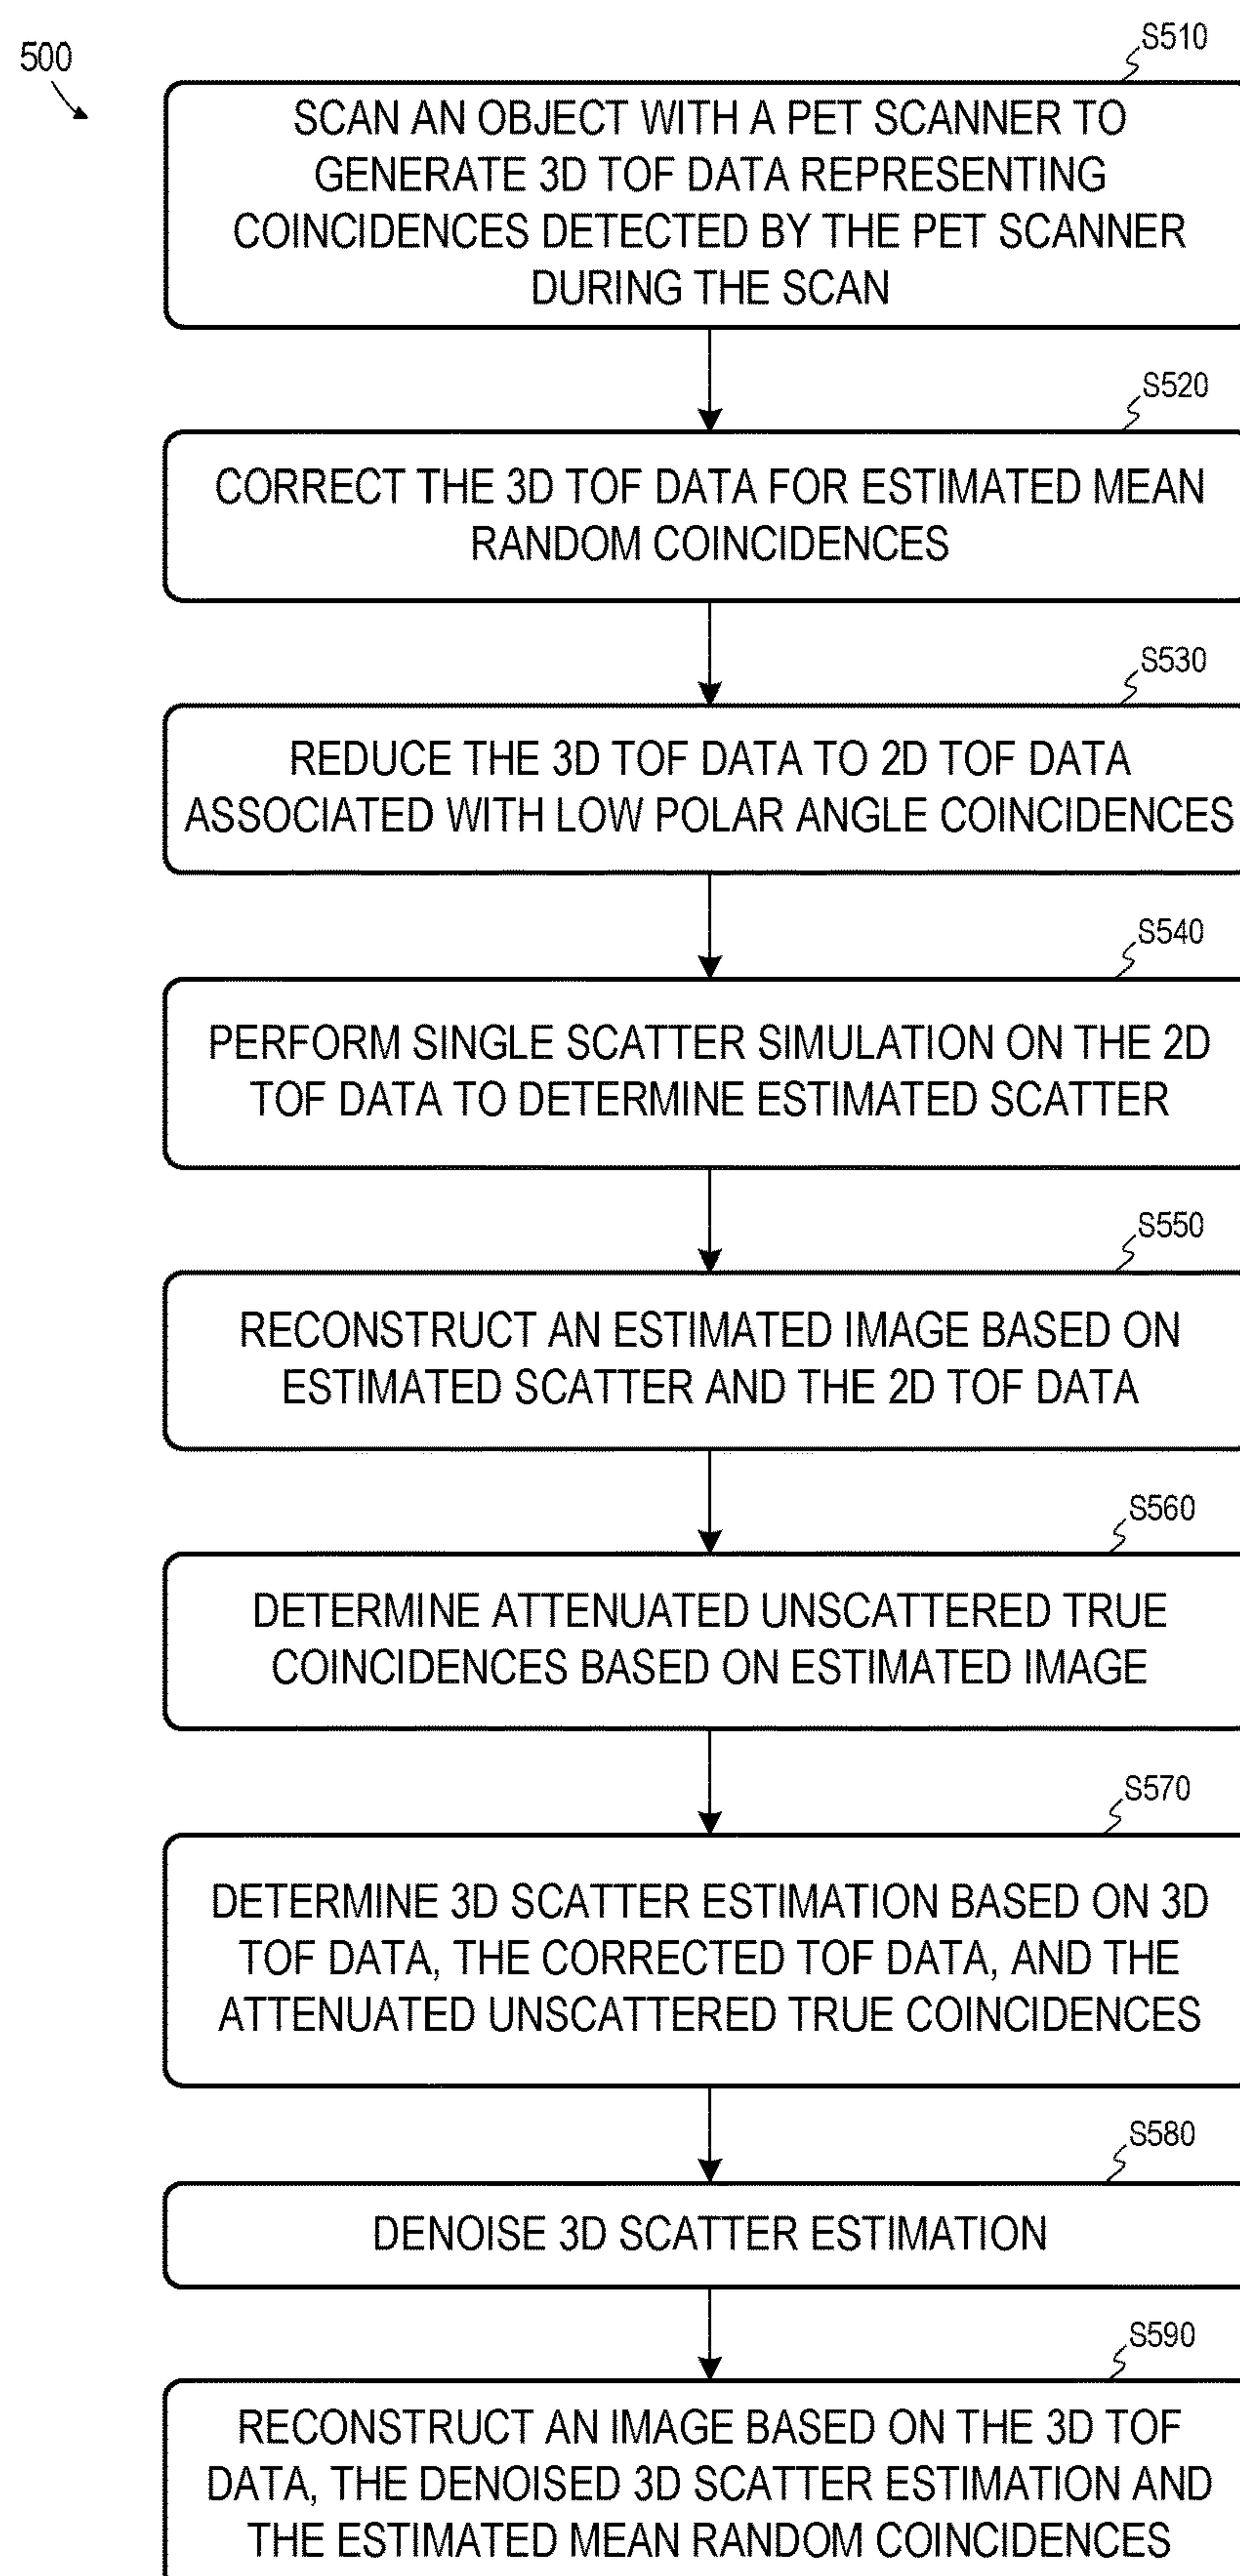 500
S510
SCAN AN OBJECT WITH A PET SCANNER TO
GENERATE 3D TOF DATA REPRESENTING
COINCIDENCES DETECTED BY THE PET SCANNER
DURING THE SCAN
S520
CORRECT THE 3D TOF DATA FOR ESTIMATED MEAN
RANDOM COINCIDENCES
S530
REDUCE THE 3D TOF DATA TO 2D TOF DATA
ASSOCIATED WITH LOW POLAR ANGLE COINCIDENCES
S540
PERFORM SINGLE SCATTER SIMULATION ON THE 2D
TOF DATA TO DETERMINE ESTIMATED SCATTER
S550
RECONSTRUCT AN ESTIMATED IMAGE BASED ON
ESTIMATED SCATTER AND THE 2D TOF DATA
S560
DETERMINE ATTENUATED UNSCATTERED TRUE
COINCIDENCES BASED ON ESTIMATED IMAGE
S570
DETERMINE 3D SCATTER ESTIMATION BASED ON 3D
TOF DATA, THE CORRECTED TOF DATA, AND THE
ATTENUATED UNSCATTERED TRUE COINCIDENCES
S580
DENOISE 3D SCATTER ESTIMATION
S590
RECONSTRUCT AN IMAGE BASED ON THE 3D TOF
DATA, THE DENOISED 3D SCATTER ESTIMATION AND
THE ESTIMATED MEAN RANDOM COINCIDENCES